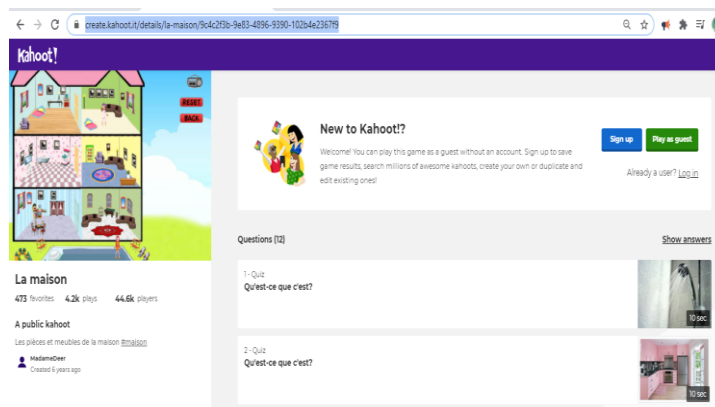 create.kahoot.it/details/la-maison/9c4c2f3b-9e83-4896-9390-102b4e2367f9
Kahoot!
RESET
BACK
La maison
473 favorites 4.2k plays 44.6k players
A public kahoot
Les pièces et meubles de la maison #maison
MadameDeer
Created 6 years ago
New to Kahoot!?
Welcome! You can play this game as a guest without an account. Sign up to save
game results, search millions of awesome kahoots, create your own or duplicate and
edit existing ones!
Sign up
Play as guest
Already a user? Log in
Questions (12)
Show answers
1 - Quiz
Qu'est-ce que c'est?
10 sec
2 - Quiz
Qu'est-ce que c'est?
10 sec